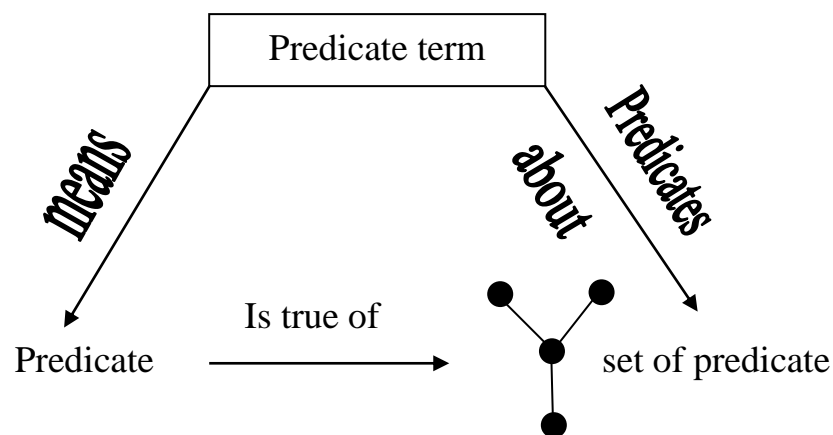 Predicate term
means
about
Predicates
Is true of
Predicate
set of predicate